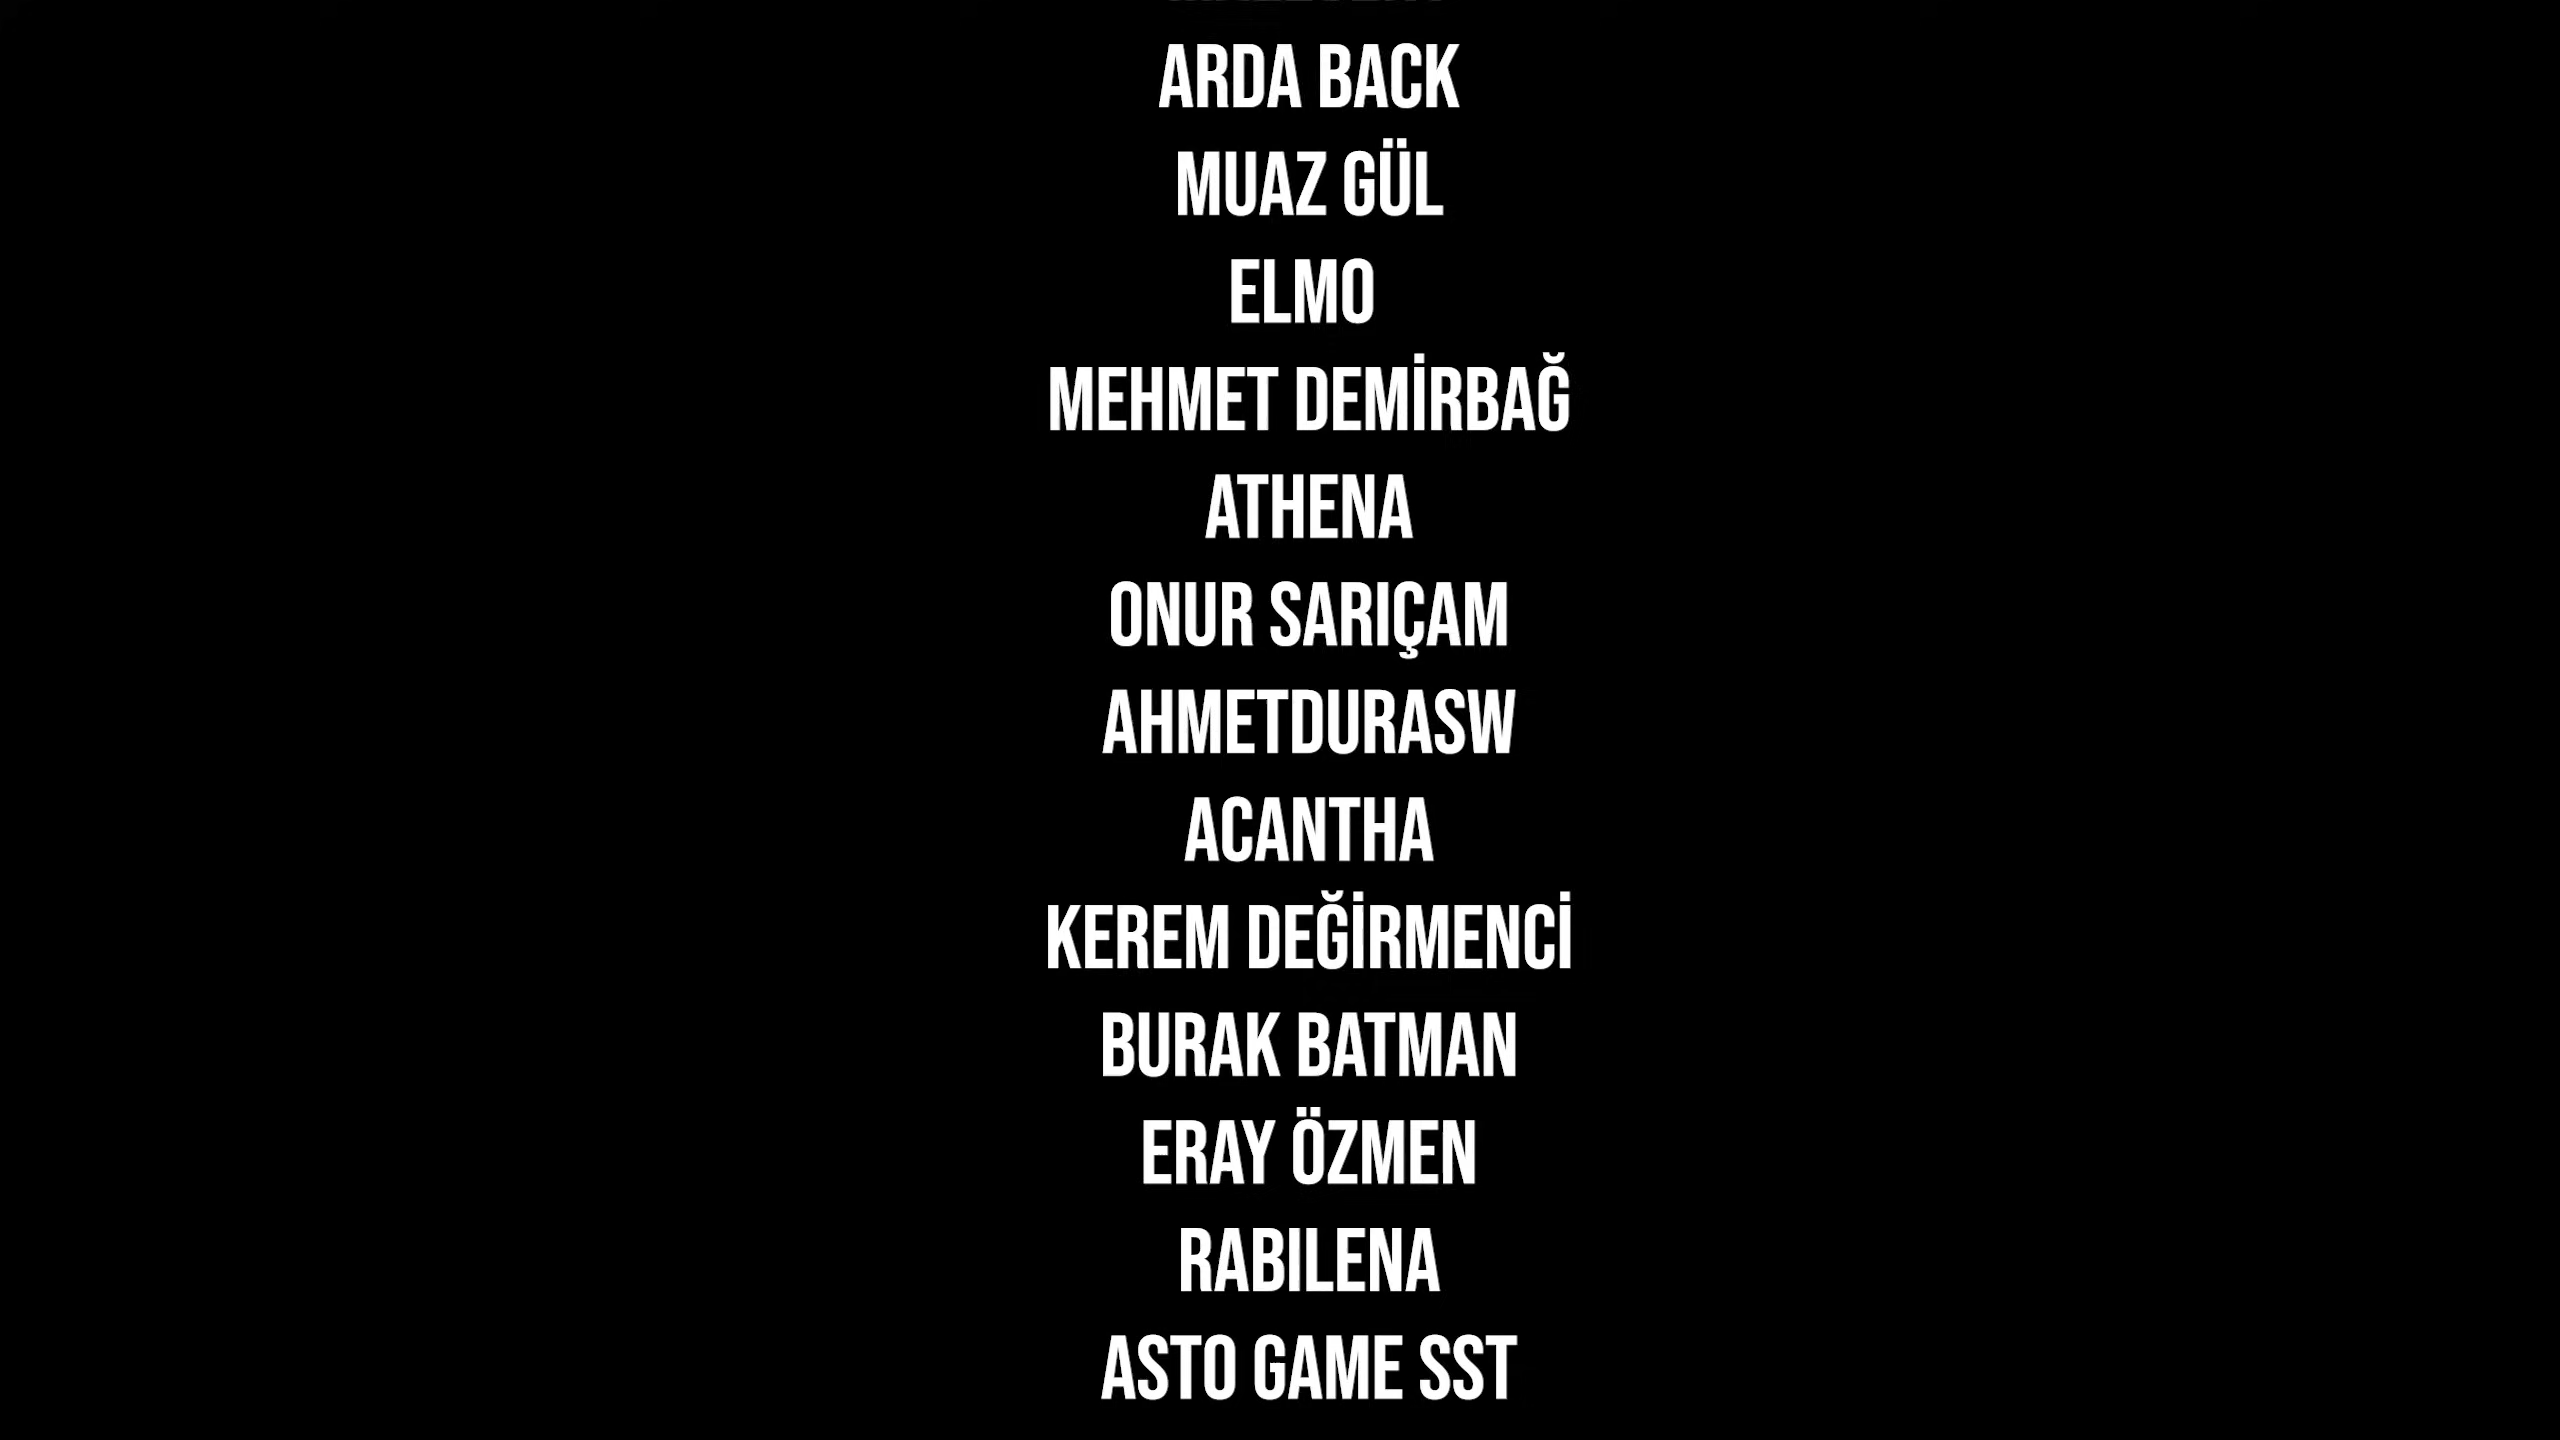 ARDA BACK
MUAZ GÜL
ELMO
MEHMET DEMİRBAĞ
ATHENA
ONUR SARIÇAM
AHMETDURASW
ACANTHA
KEREM DEĞİRMENCİ
BURAK BATMAN
ERAY ÖZMEN
RABILENA
ASTO GAME SST